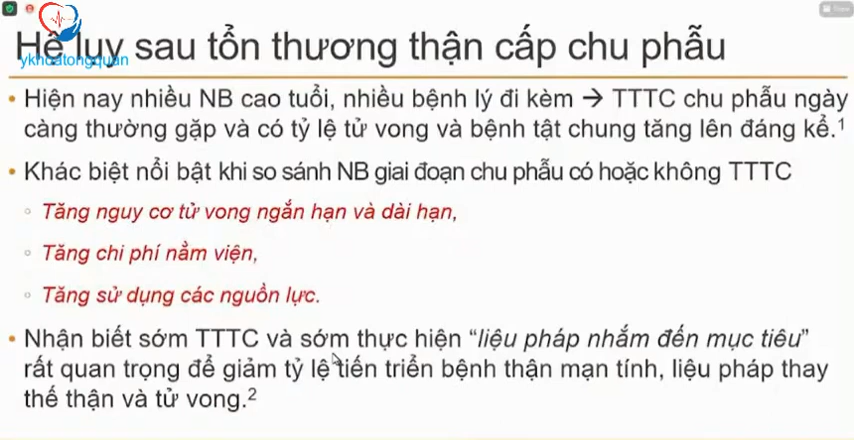 Hệ lụy sau tổn thương thận cấp chu phẫu
ykhoatongquan
• Hiện nay nhiều NB cao tuổi, nhiều bệnh lý đi kèm → TTTC chu phẫu ngày
càng thường gặp và có tỷ lệ tử vong và bệnh tật chung tăng lên đáng kể.¹
• Khác biệt nổi bật khi so sánh NB giai đoạn chu phẫu có hoặc không TTTC
◦ Tăng nguy cơ tử vong ngắn hạn và dài hạn,
◦ Tăng chi phí nằm viện,
◦ Tăng sử dụng các nguồn lực.
• Nhận biết sớm TTTC và sớm thực hiện “liệu pháp nhắm đến mục tiêu”
rất quan trọng để giảm tỷ lệ tiến triển bệnh thận mạn tính, liệu pháp thay
thế thận và tử vong.²